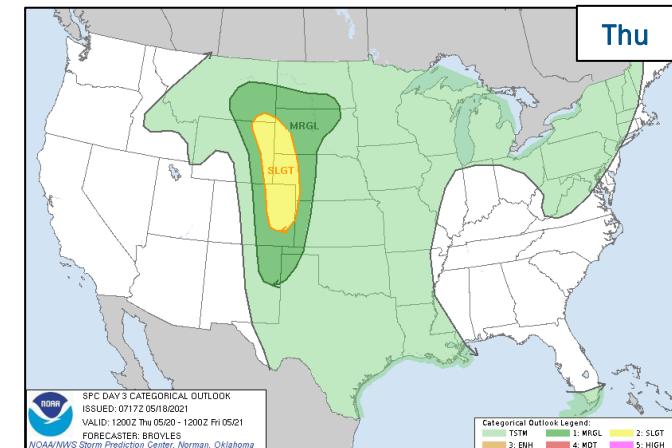 Thu
MRGL
SLGT
NOAA
SPC DAY 3 CATEGORICAL OUTLOOK
ISSUED: 0717Z 05/18/2021
VALID: 1200Z Thu 05/20 - 1200Z Fri 05/21
FORECASTER: BROYLES
NOAA/NWS Storm Prediction Center, Norman, Oklahoma
Categorical Outlook Legend:
TSTM 1: MRGL 2: SLGT
3: ENH 4: MDT 5: HIGH